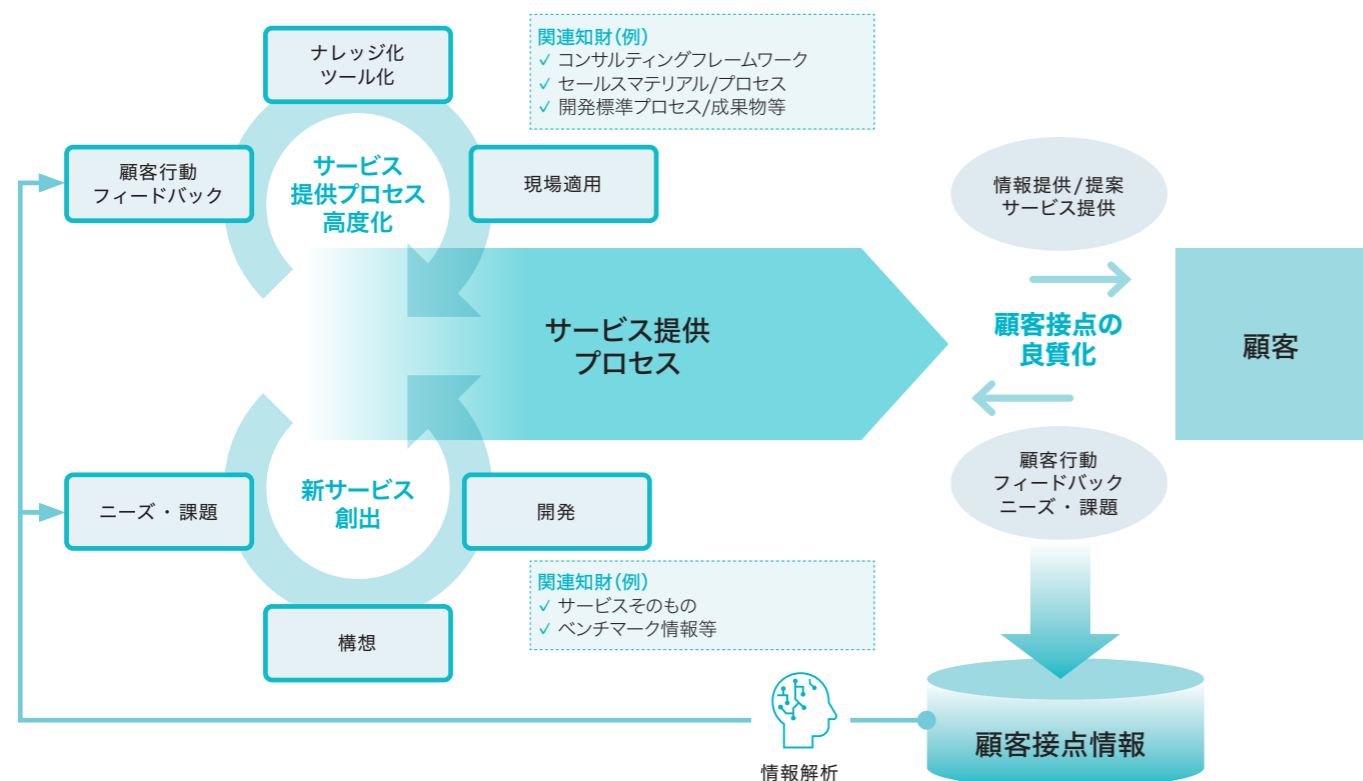 ナレッジ化
ツール化
関連知財(例)
✓ コンサルティングフレームワーク
✓ セールスマテリアル/プロセス
✓ 開発標準プロセス/成果物等
顧客行動
フィードバック
サービス
提供プロセス
高度化
現場適用
情報提供/提案
サービス提供
サービス提供
プロセス
顧客接点の
良質化
顧客
ニーズ・課題
新サービス
創出
開発
顧客行動
フィードバック
ニーズ・課題
関連知財(例)
✓ サービスそのもの
✓ ベンチマーク情報等
構想
情報解析
顧客接点情報